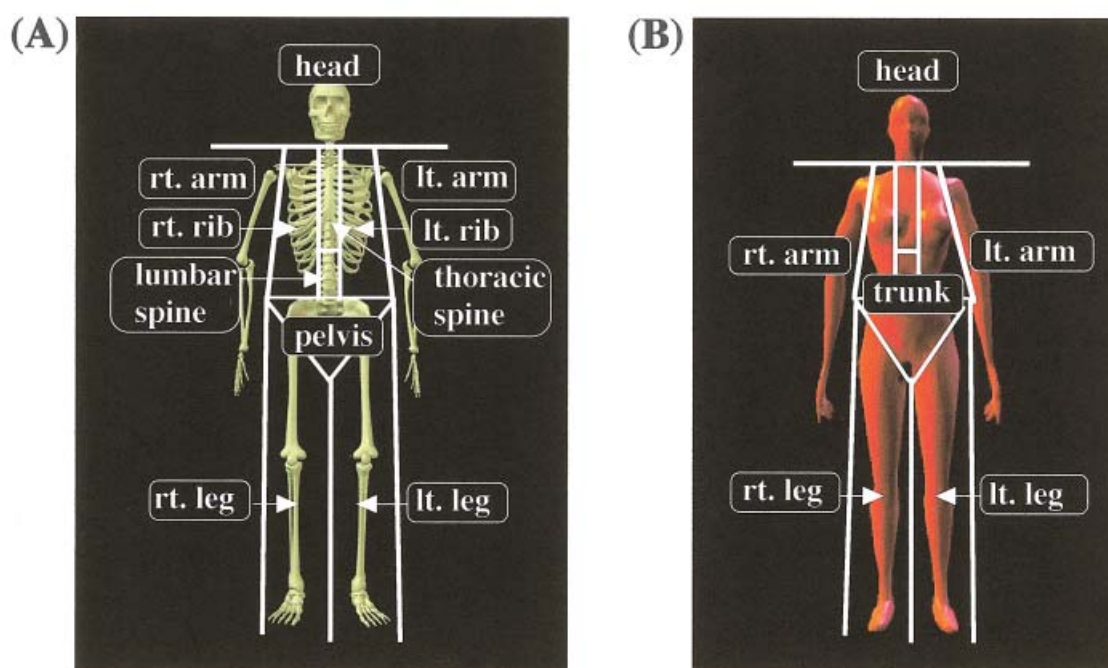 (A)
head
rt. arm
lt. arm
rt. rib
lt. rib
lumbar
spine
thoracic
spine
pelvis
rt. leg
lt. leg
(B)
head
rt. arm
lt. arm
trunk
rt. leg
lt. leg